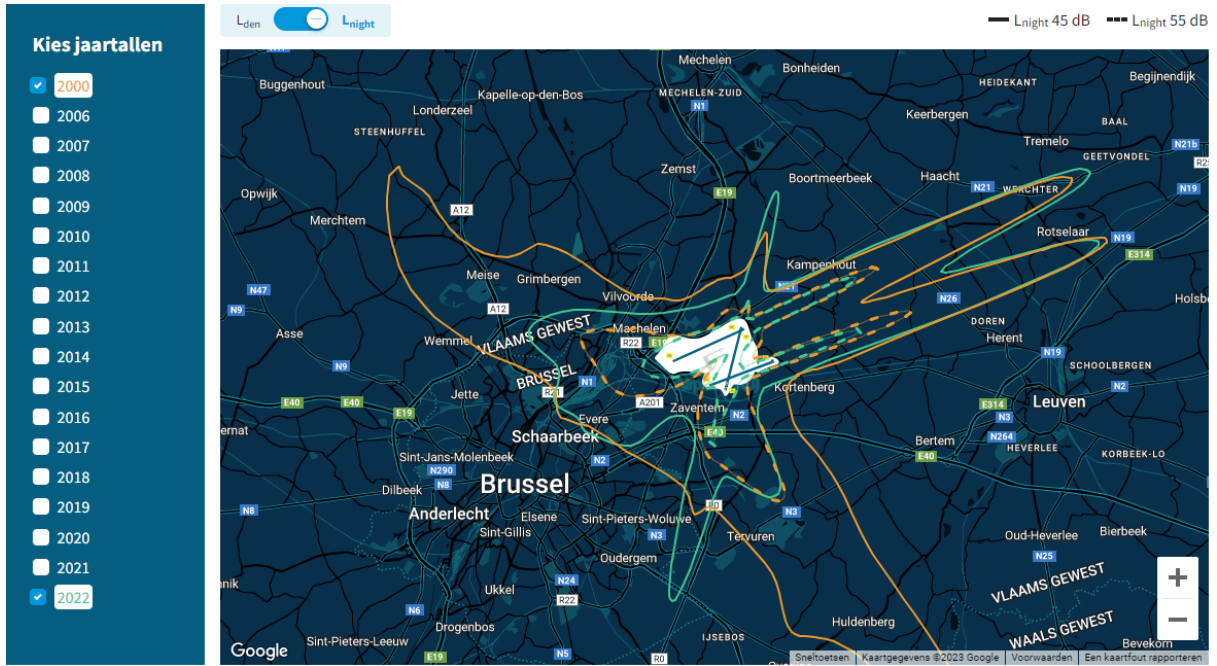 Lden Lnight
Lnight 45 dB Lnight 55 dB
Kies jaartallen
2000
2006
2007
2008
2009
2010
2011
2012
2013
2014
2015
2016
2017
2018
2019
2020
2021
2022
Mechelen
Bonheiden
Buggenhout
Kapelle-op-den-Bos
MECHELEN-ZUID
HEIDEKANT
Begijnendijk
N1
Londerzeel
Keerbergen
BAAL
STEENHUFFEL
Tremelo
N21b
GEETVONDEL
Zemst
Boortmeerbeek
Haacht
N21
WERCHTER
N19
Opwijk
E19
A12
Merchtem
Rotselaar
N19
E314
Kampenhout
Meise
Grimbergen
N47
N21
Vilvoorde
N26
N9
A12
Asse
Wemmel
VLAAMS GEWEST
Machelen
R22
E19
DOREN
Herent
N19
N9
BRUSSEL
N1
SCHOOLBERGEN
Jette
R21
Kortenberg
N2
E40
E40
E19
A201
Zaventem
N2
E314
N3
Leuven
Evere
E40
Schaarbeek
Bertem
N264
HEVERLEE
E40
KORBEEK-LO
Sint-Jans-Molenbeek
N290
N2
N8
Dilbeek
N8
Brussel
Anderlecht
Elsene
Sint-Pieters-Woluwe
R0
N3
Sint-Gillis
N3
Tervuren
Oud-Heverlee
Bierbeek
Oudergem
N25
Ukkel
N24
R22
VLAAMS GEWEST
N6
Drogenbos
Huldenberg
WAALS GEWEST
Sint-Pieters-Leeuw
IJSEBOS
Bevekom
Google
E19
N5
R0
Sneltoetsen
Kaartgegevens ©2023 Google
Voorwaarden
Een kaartfout rapporteren